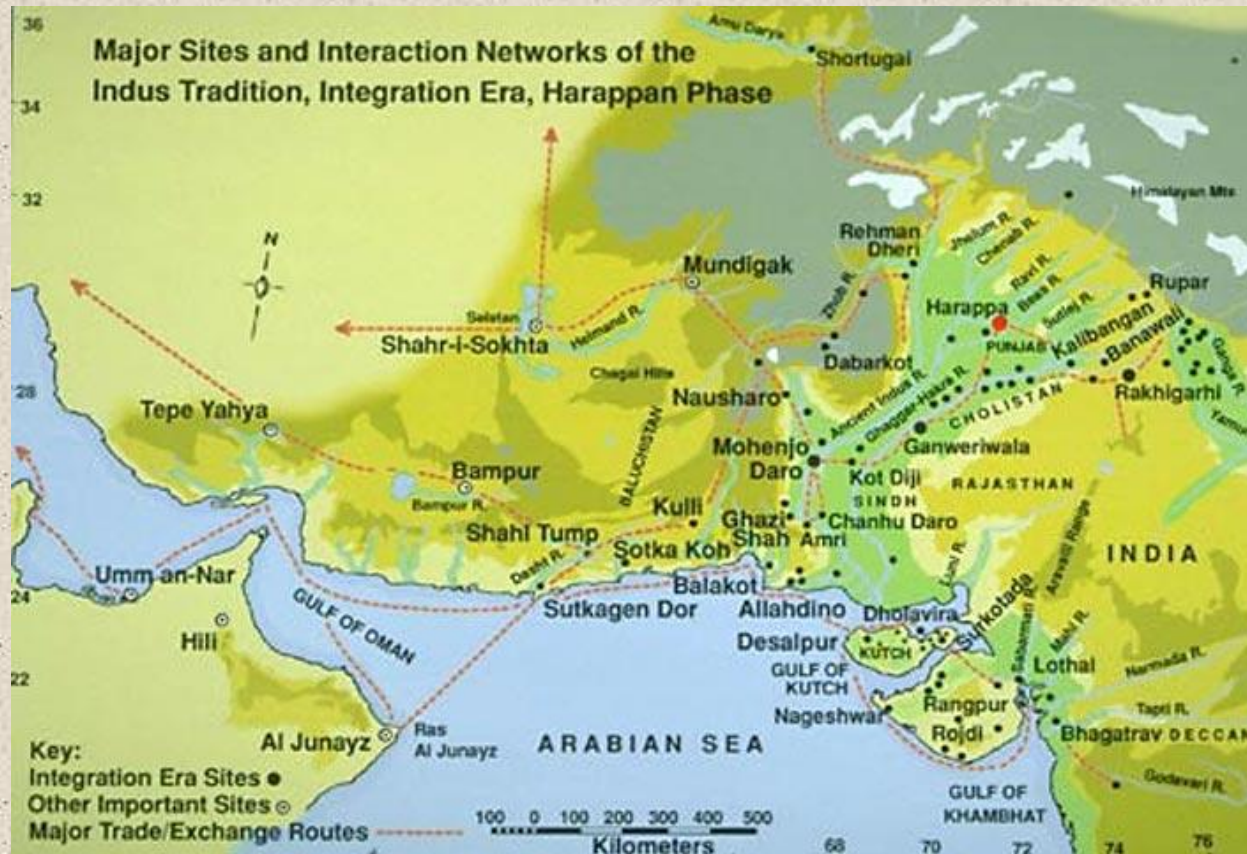 Major Sites and Interaction Networks of the
Indus Tradition, Integration Era, Harappan Phase
36
34
32
28
24
22
Amu Darya
Shortugai
Himalayan Mts
N
Rehman
Dheri
Jhelum R.
Chenab R.
Ravi R.
Beas R.
Sutlej R.
Rupar
Mundigak
Zhob R.
Harappa
PUNJAB
Kalibangan
Banawali
Ganga R.
Seistan
Helmand R.
Shahr-i-Sokhta
Dabarkot
Chagai Hills
Nausharo
Ancient Indus R.
Ghaggar-Hakra R.
CHOLISTAN
Rakhigarhi
Tepe Yahya
BALUCHISTAN
Mohenjo
Daro
Ganweriwala
Bampur
Bampur R.
Kot Diji
SINDH
RAJASTHAN
Kulli
Ghazi
Shah
Amri
Chanhu Daro
Shahi Tump
Dasht R.
Sotka Koh
Luni R.
Aravalli Range
INDIA
Umm an-Nar
Balakot
Sutkagen Dor
Allahdino
Dholavira
Surkotada
Sabarmati R.
Mahi R.
GULF OF OMAN
Hili
Desalpur
KUTCH
GULF OF
KUTCH
Lothal
Narmada R.
Nageshwar
Rangpur
Rojdi
Tapti R.
Bhagatrav
DECCAN
Al Junayz
Ras
Al Junayz
ARABIAN SEA
Godavari R.
GULF OF
KHAMBHAT
Key:
Integration Era Sites
Other Important Sites
Major Trade/Exchange Routes
100 0 100 200 300 400 500
Kilometers
68
70
72
74
76